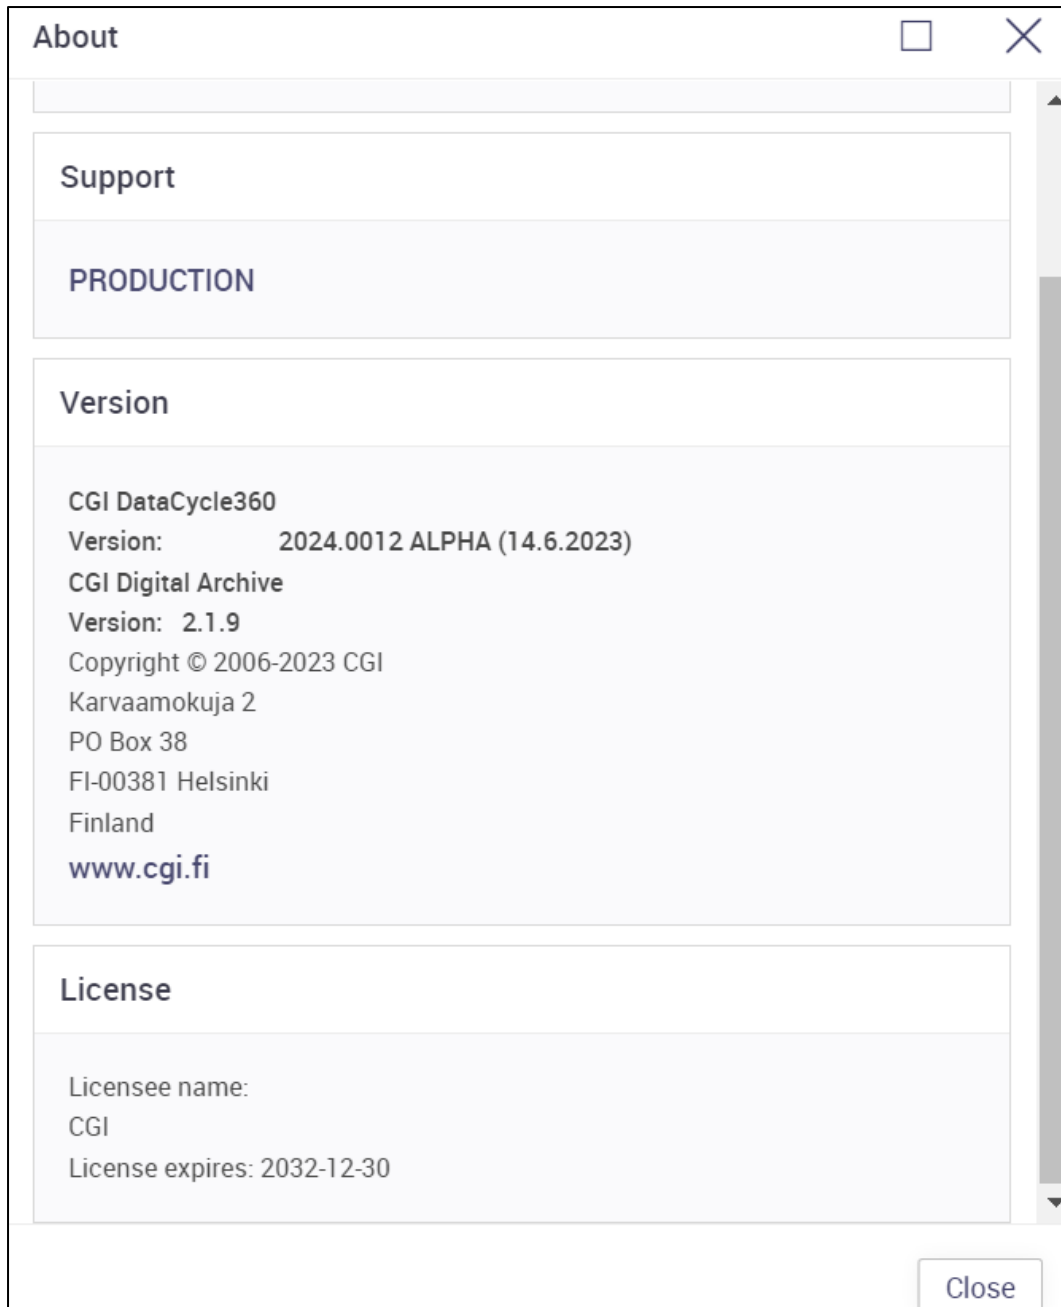 About
Support
PRODUCTION
Version
CGI DataCycle360
Version: 2024.0012 ALPHA (14.6.2023)
CGI Digital Archive
Version: 2.1.9
Copyright © 2006-2023 CGI
Karvaamokuja 2
PO Box 38
FI-00381 Helsinki
Finland
www.cgi.fi
License
Licensee name:
CGI
License expires: 2032-12-30
Close